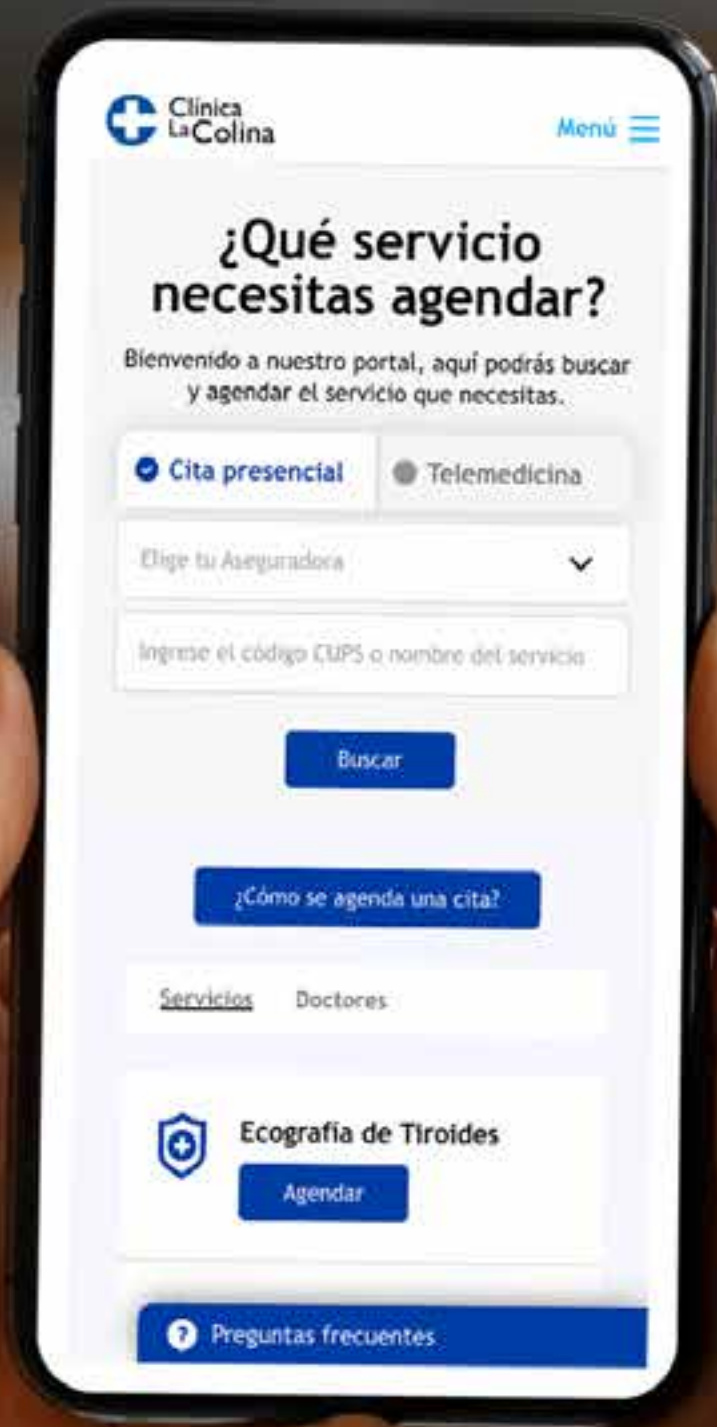 Clínica
La Colina
Menú
¿Qué servicio
necesitas agendar?
Bienvenido a nuestro portal, aquí podrás buscar
y agendar el servicio que necesitas.
Cita presencial
Telemedicina
Elige tu Aseguradora
Ingrese el código CUPS o nombre del servicio
Buscar
¿Cómo se agenda una cita?
Servicios
Doctores
Ecografía de Tiroides
Agendar
? Preguntas frecuentes